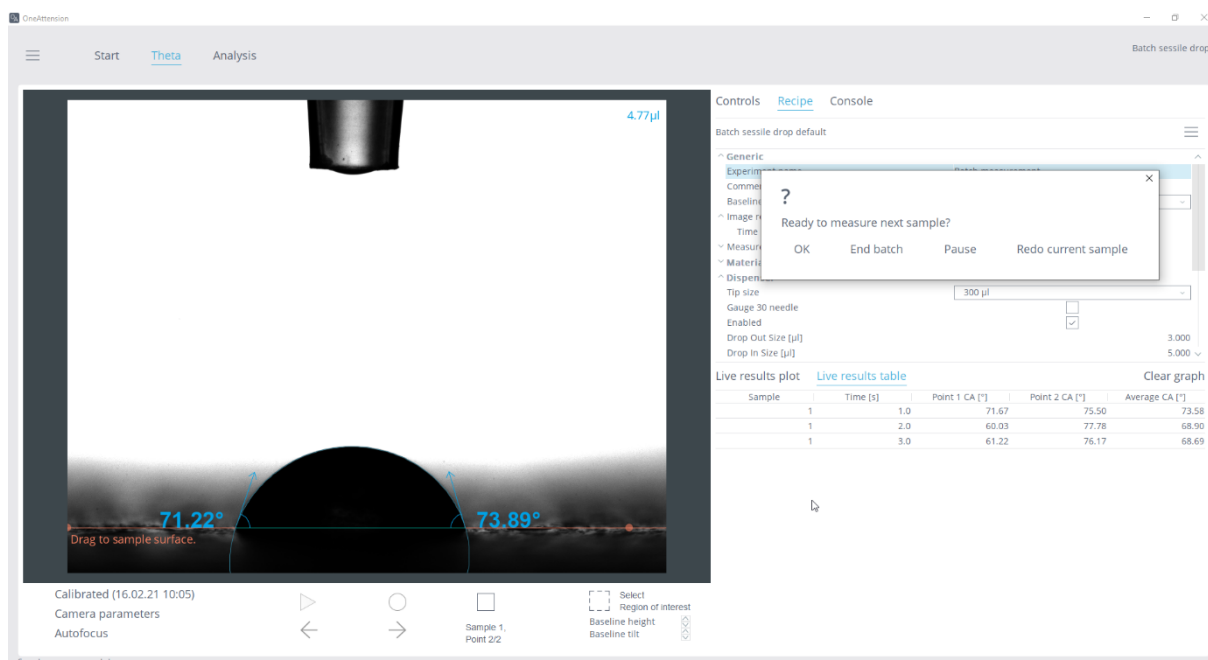 OneAttension
Start Theta Analysis
Batch sessile drop
4.77µl
71.22° 73.89°
Drag to sample surface.
Calibrated (16.02.21 10:05)
Camera parameters
Autofocus
Sample 1,
Point 2/2
Select
Region of interest
Baseline height
Baseline tilt
Controls Recipe Console
Batch sessile drop default
Generic
Experiment name Batch measurement
Comme
Baseline
Image re
Time
Measure
Materia
Dispens
?
Ready to measure next sample?
OK End batch Pause Redo current sample
Tip size 300 µl
Gauge 30 needle
Enabled
Drop Out Size [µl] 3.000
Drop In Size [µl] 5.000
Live results plot Live results table Clear graph
Sample Time [s] Point 1 CA [°] Point 2 CA [°] Average CA [°]
1 1.0 71.67 75.50 73.58
1 2.0 60.03 77.78 68.90
1 3.0 61.22 76.17 68.69